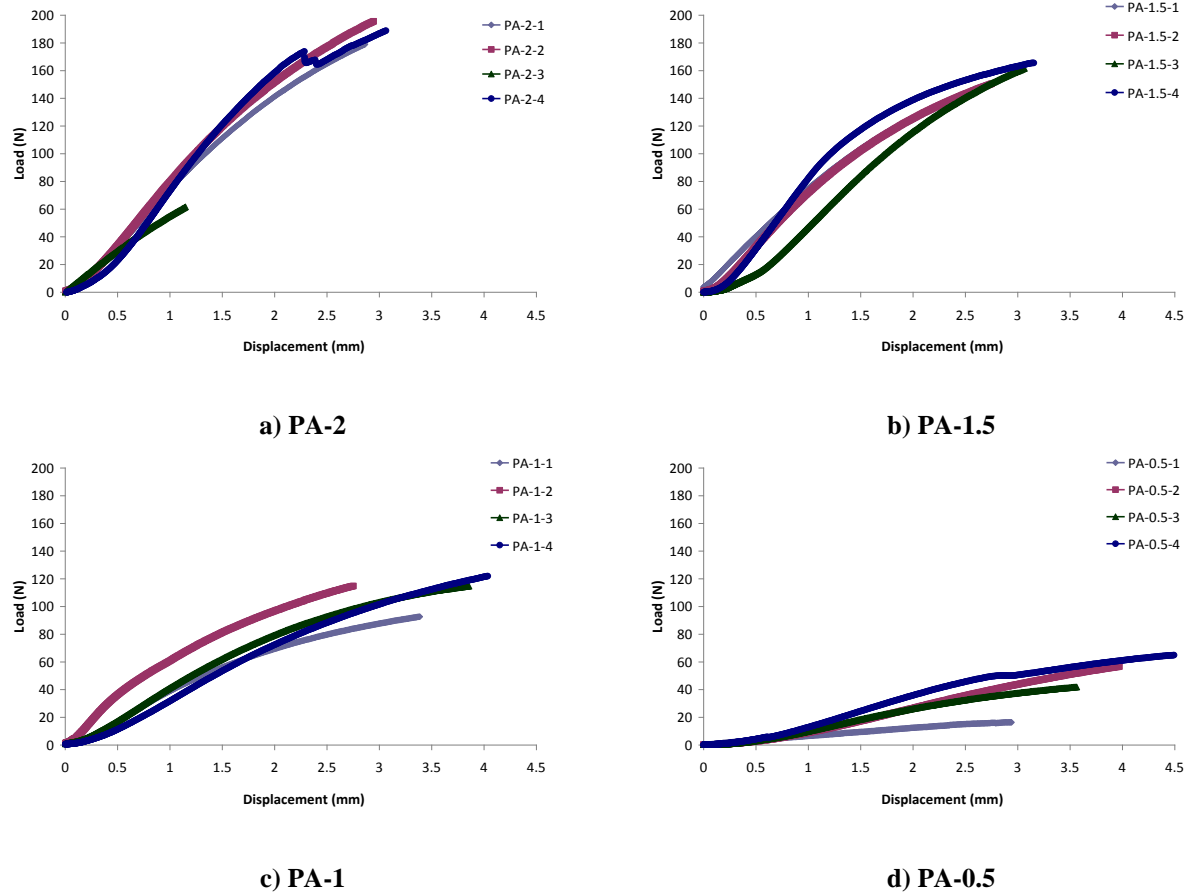 200
180
160
140
120
100
80
60
40
20
0
Load (N)
0 0.5 1 1.5 2 2.5 3 3.5 4 4.5
Displacement (mm)
PA-2-1
PA-2-2
PA-2-3
PA-2-4
a) PA-2
200
180
160
140
120
100
80
60
40
20
0
Load (N)
0 0.5 1 1.5 2 2.5 3 3.5 4 4.5
Displacement (mm)
PA-1.5-1
PA-1.5-2
PA-1.5-3
PA-1.5-4
b) PA-1.5
200
180
160
140
120
100
80
60
40
20
0
Load (N)
0 0.5 1 1.5 2 2.5 3 3.5 4 4.5
Displacement (mm)
PA-1-1
PA-1-2
PA-1-3
PA-1-4
c) PA-1
200
180
160
140
120
100
80
60
40
20
0
Load (N)
0 0.5 1 1.5 2 2.5 3 3.5 4 4.5
Displacement (mm)
PA-0.5-1
PA-0.5-2
PA-0.5-3
PA-0.5-4
d) PA-0.5